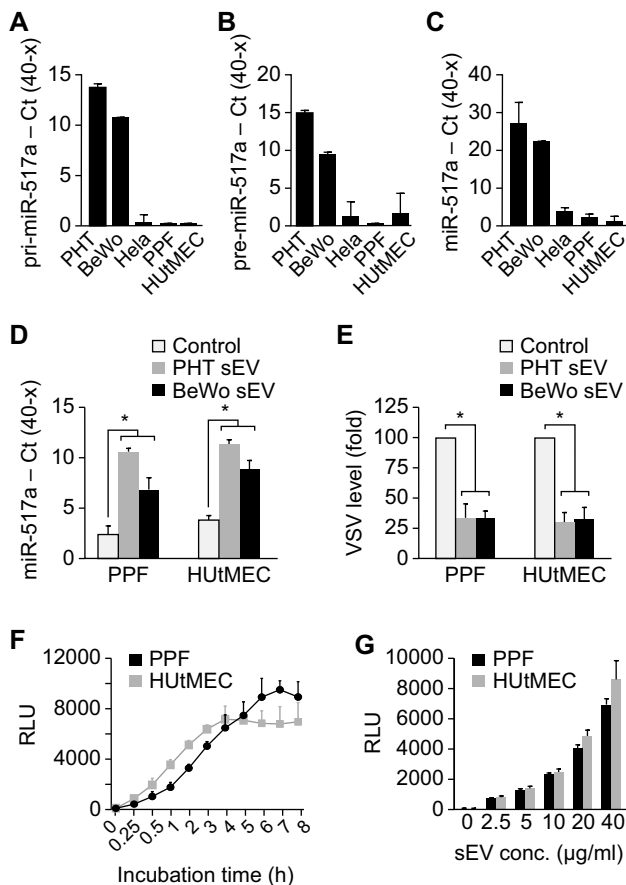 A
pri-miR-517a – Ct (40-x)
15
10
5
0
PHT
BeWo
Hela
PPF
HUtMEC
B
pre-miR-517a – Ct (40-x)
20
15
10
5
0
PHT
BeWo
Hela
PPF
HUtMEC
C
miR-517a – Ct (40-x)
40
30
20
10
0
PHT
BeWo
Hela
PPF
HUtMEC
D
Control
PHT sEV
BeWo sEV
miR-517a – Ct (40-x)
15
10
5
0
*
*
PPF
HUtMEC
E
Control
PHT sEV
BeWo sEV
VSV level (fold)
125
100
75
50
25
0
*
*
PPF
HUtMEC
F
PPF
HUtMEC
RLU
12000
8000
4000
0
0
0.25
0.5
1
2
3
4
5
6
7
8
Incubation time (h)
G
PPF
HUtMEC
RLU
10000
8000
6000
4000
2000
0
0 2.5 5 10 20 40
sEV conc. (µg/ml)